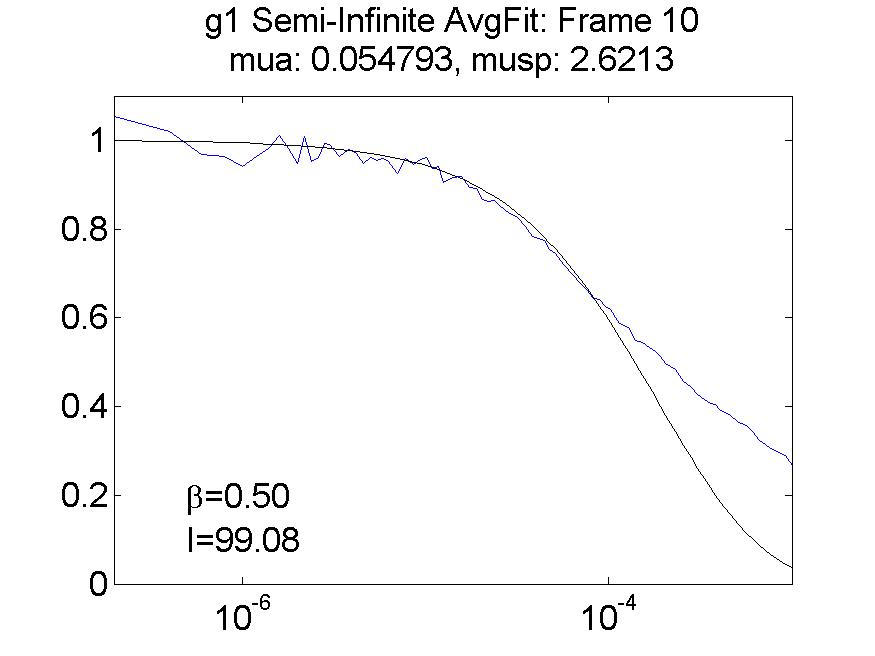 g1 Semi-Infinite AvgFit: Frame 10
mua: 0.054793, musp: 2.6213
1
0.8
0.6
0.4
0.2
0
β=0.50
I=99.08
10^-6
10^-4